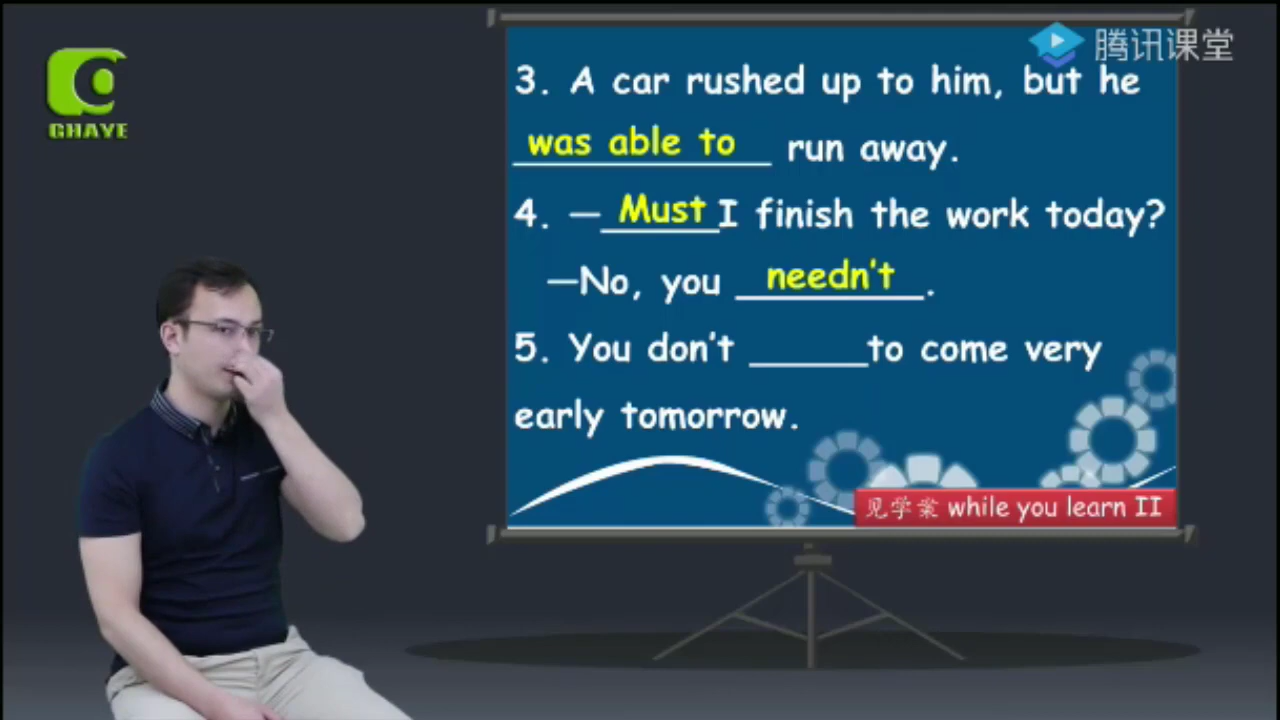 GHAYE
腾讯课堂
3. A car rushed up to him, but he
was able to run away.
4. —Must I finish the work today?
—No, you needn't.
5. You don't ______to come very
early tomorrow.
见学案 while you learn II